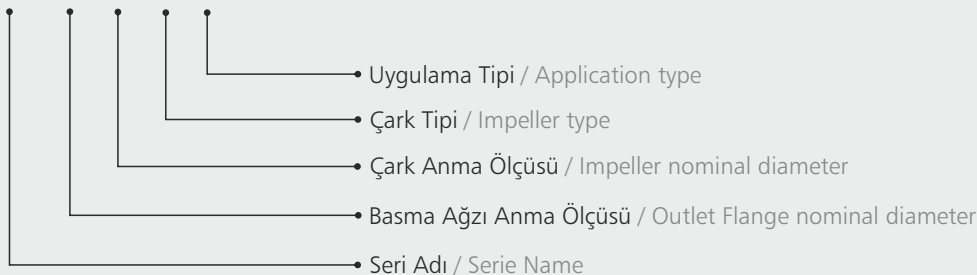 Uygulama Tipi / Application type
Çark Tipi / Impeller type
Çark Anma Ölçüsü / Impeller nominal diameter
Basma Ağzı Anma Ölçüsü / Outlet Flange nominal diameter
Seri Adı / Serie Name